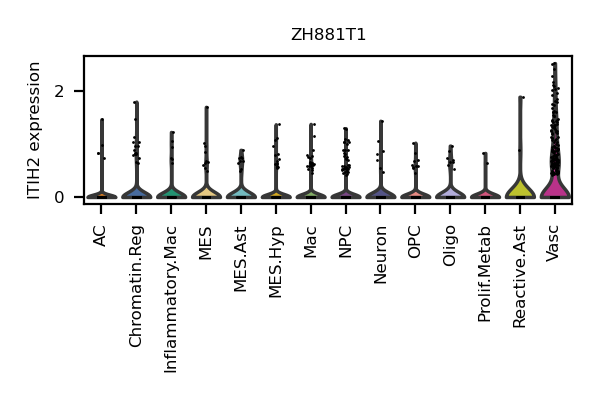 ZH881T1
ITIH2 expression
2
0
AC
Chromatin.Reg
Inflammatory.Mac
MES
MES.Ast
MES.Hyp
Mac
NPC
Neuron
OPC
Oligo
Prolif.Metab
Reactive.Ast
Vasc